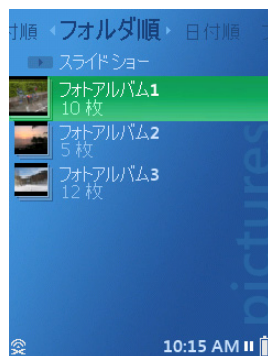 付順 フォルダ順 日付順
スライドショー
フォトアルバム1
10 枚
フォトアルバム2
5 枚
フォトアルバム3
12 枚
pictures
10:15 AM